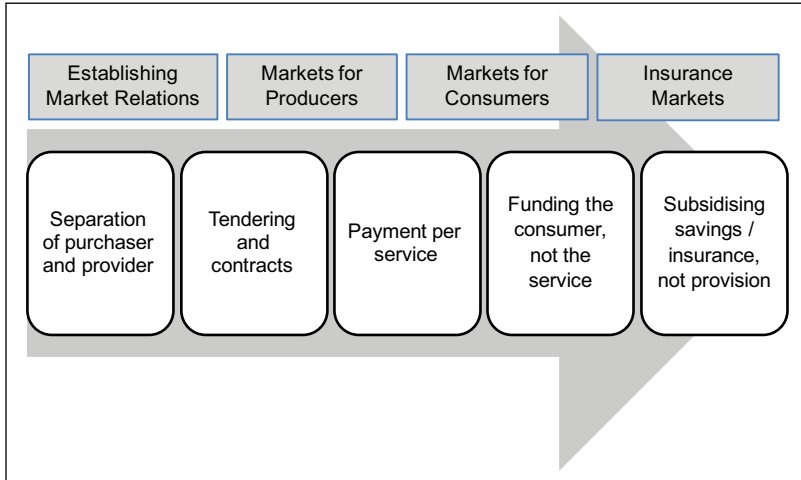 Establishing
Market Relations
Markets for
Producers
Markets for
Consumers
Insurance
Markets
Separation
of purchaser
and provider
Tendering
and
contracts
Payment per
service
Funding the
consumer,
not the
service
Subsidising
savings /
insurance,
not provision